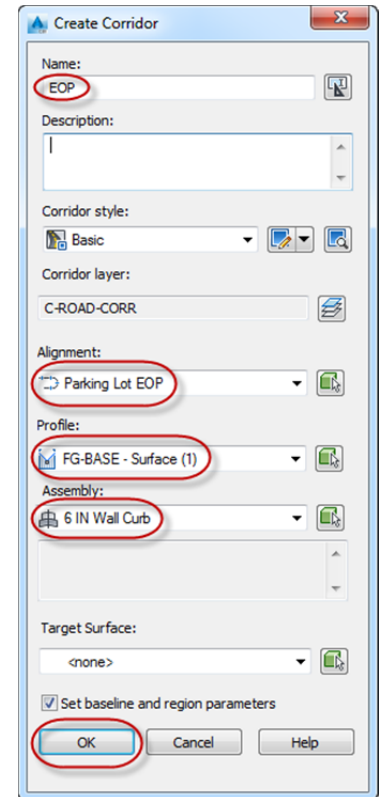 Create Corridor
Name:
EOP
Description:
Corridor style:
Basic
Corridor layer:
C-ROAD-CORR
Alignment:
Parking Lot EOP
Profile:
FG-BASE - Surface (1)
Assembly:
6 IN Wall Curb
Target Surface:
<none>
Set baseline and region parameters
OK Cancel Help